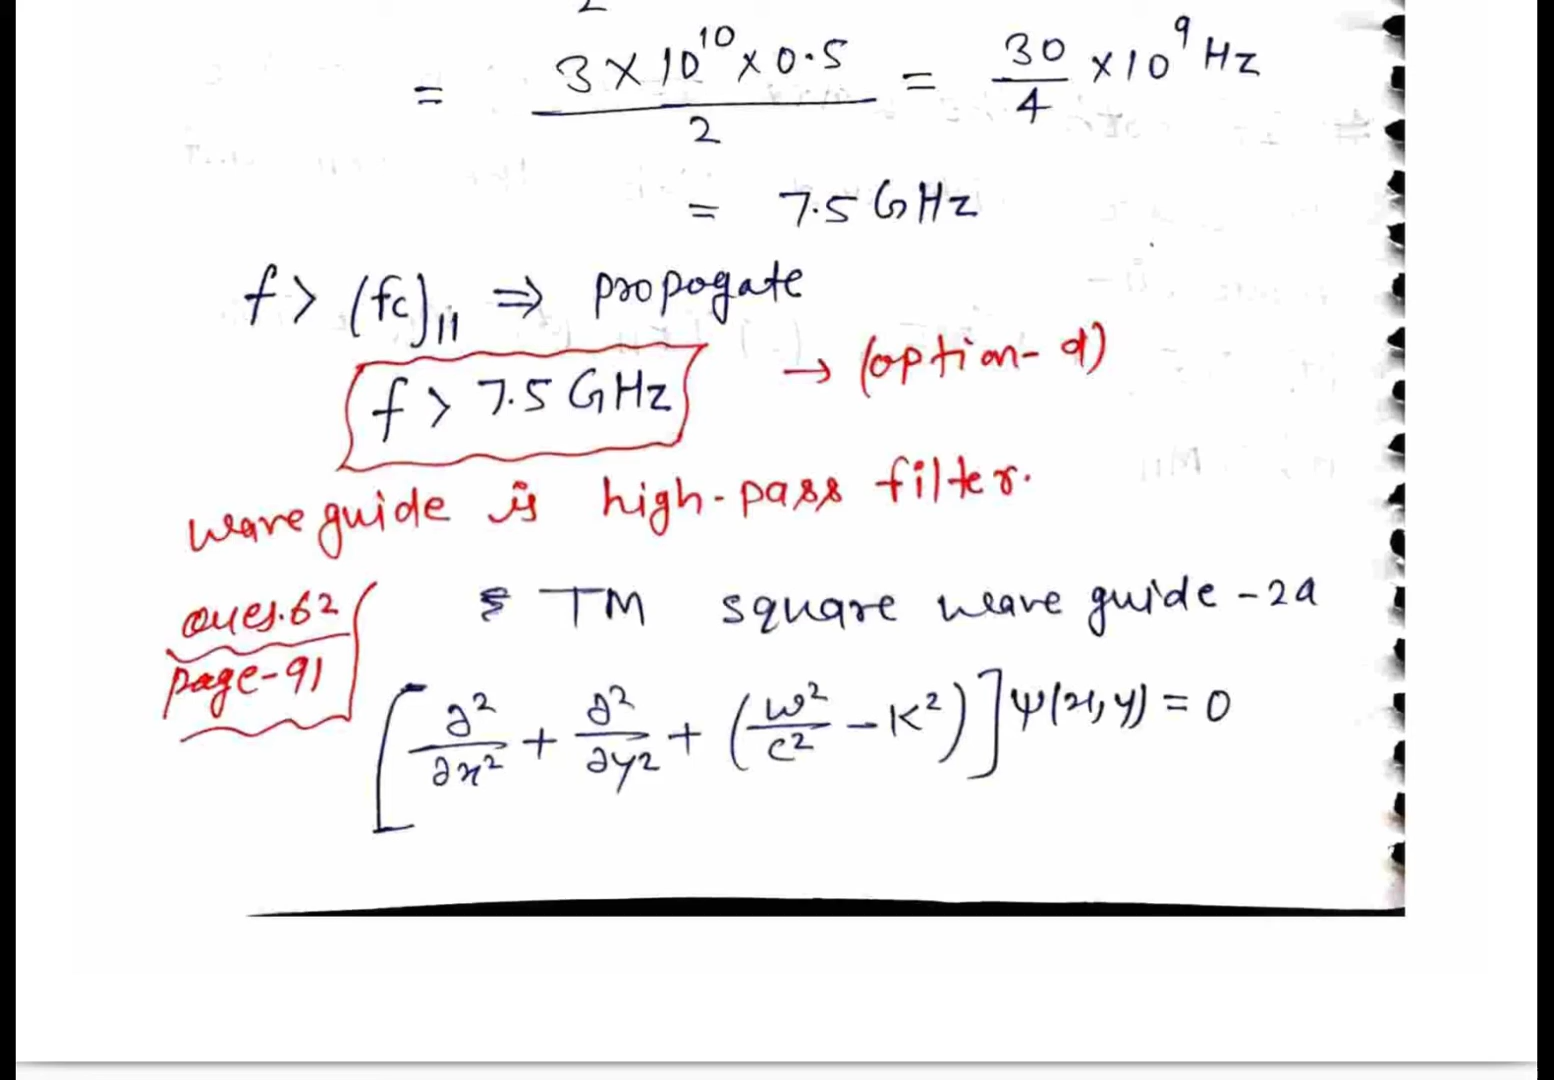 2
= 3 × 10^10 × 0.5 / 2 = 30/4 × 10^9 Hz
= 7.5 GHz
f > (fc)11 ⇒ propogate
f > 7.5 GHz → (option-d)
wave guide is high-pass filter.
Ques.62
page-91
TM square wave guide - 2a
[∂²/∂x² + ∂²/∂y² + (ω²/c² - K²)] ψ(x,y) = 0